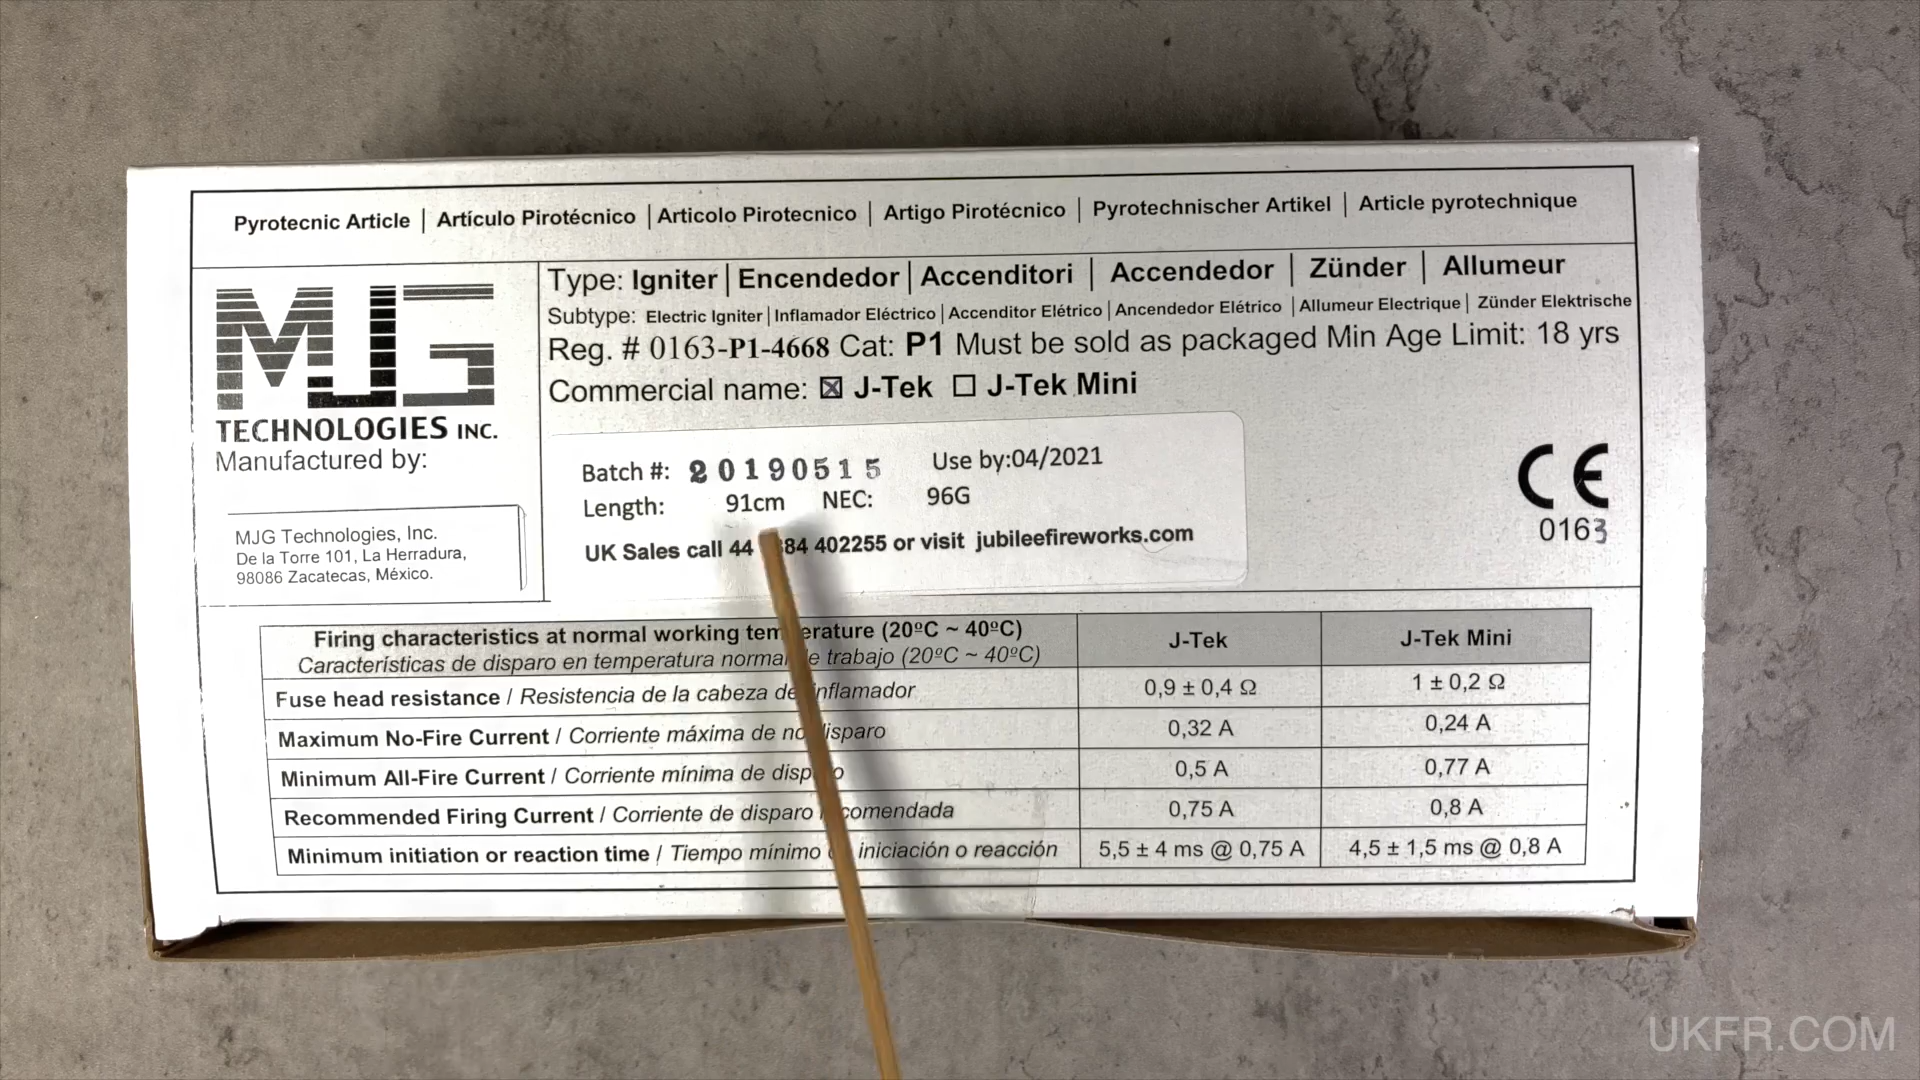 Pyrotecnic Article | Artículo Pirotécnico | Articolo Pirotecnico | Artigo Pirotécnico | Pyrotechnischer Artikel | Article pyrotechnique
MJG
TECHNOLOGIES INC.
Manufactured by:
MJG Technologies, Inc.
De la Torre 101, La Herradura,
98086 Zacatecas, México.
Type: Igniter | Encendedor | Accenditori | Accendedor | Zünder | Allumeur
Subtype: Electric Igniter | Inflamador Eléctrico | Accenditor Elétrico | Ancendedor Elétrico | Allumeur Electrique | Zünder Elektrische
Reg. # 0163-P1-4668 Cat: P1 Must be sold as packaged Min Age Limit: 18 yrs
Commercial name: ☒ J-Tek ☐ J-Tek Mini
Batch #: 20190515 Use by:04/2021
Length: 91cm NEC: 96G
UK Sales call 44 84 402255 or visit jubileefireworks.com
CE
0163
Firing characteristics at normal working temperature (20ºC ~ 40ºC) J-Tek J-Tek Mini
Características de disparo en temperatura normal de trabajo (20ºC ~ 40ºC)
Fuse head resistance / Resistencia de la cabeza de inflamador 0,9 ± 0,4 Ω 1 ± 0,2 Ω
Maximum No-Fire Current / Corriente máxima de no disparo 0,32 A 0,24 A
Minimum All-Fire Current / Corriente mínima de disparo 0,5 A 0,77 A
Recommended Firing Current / Corriente de disparo recomendada 0,75 A 0,8 A
Minimum initiation or reaction time / Tiempo mínimo de iniciación o reacción 5,5 ± 4 ms @ 0,75 A 4,5 ± 1,5 ms @ 0,8 A
UKFR.COM